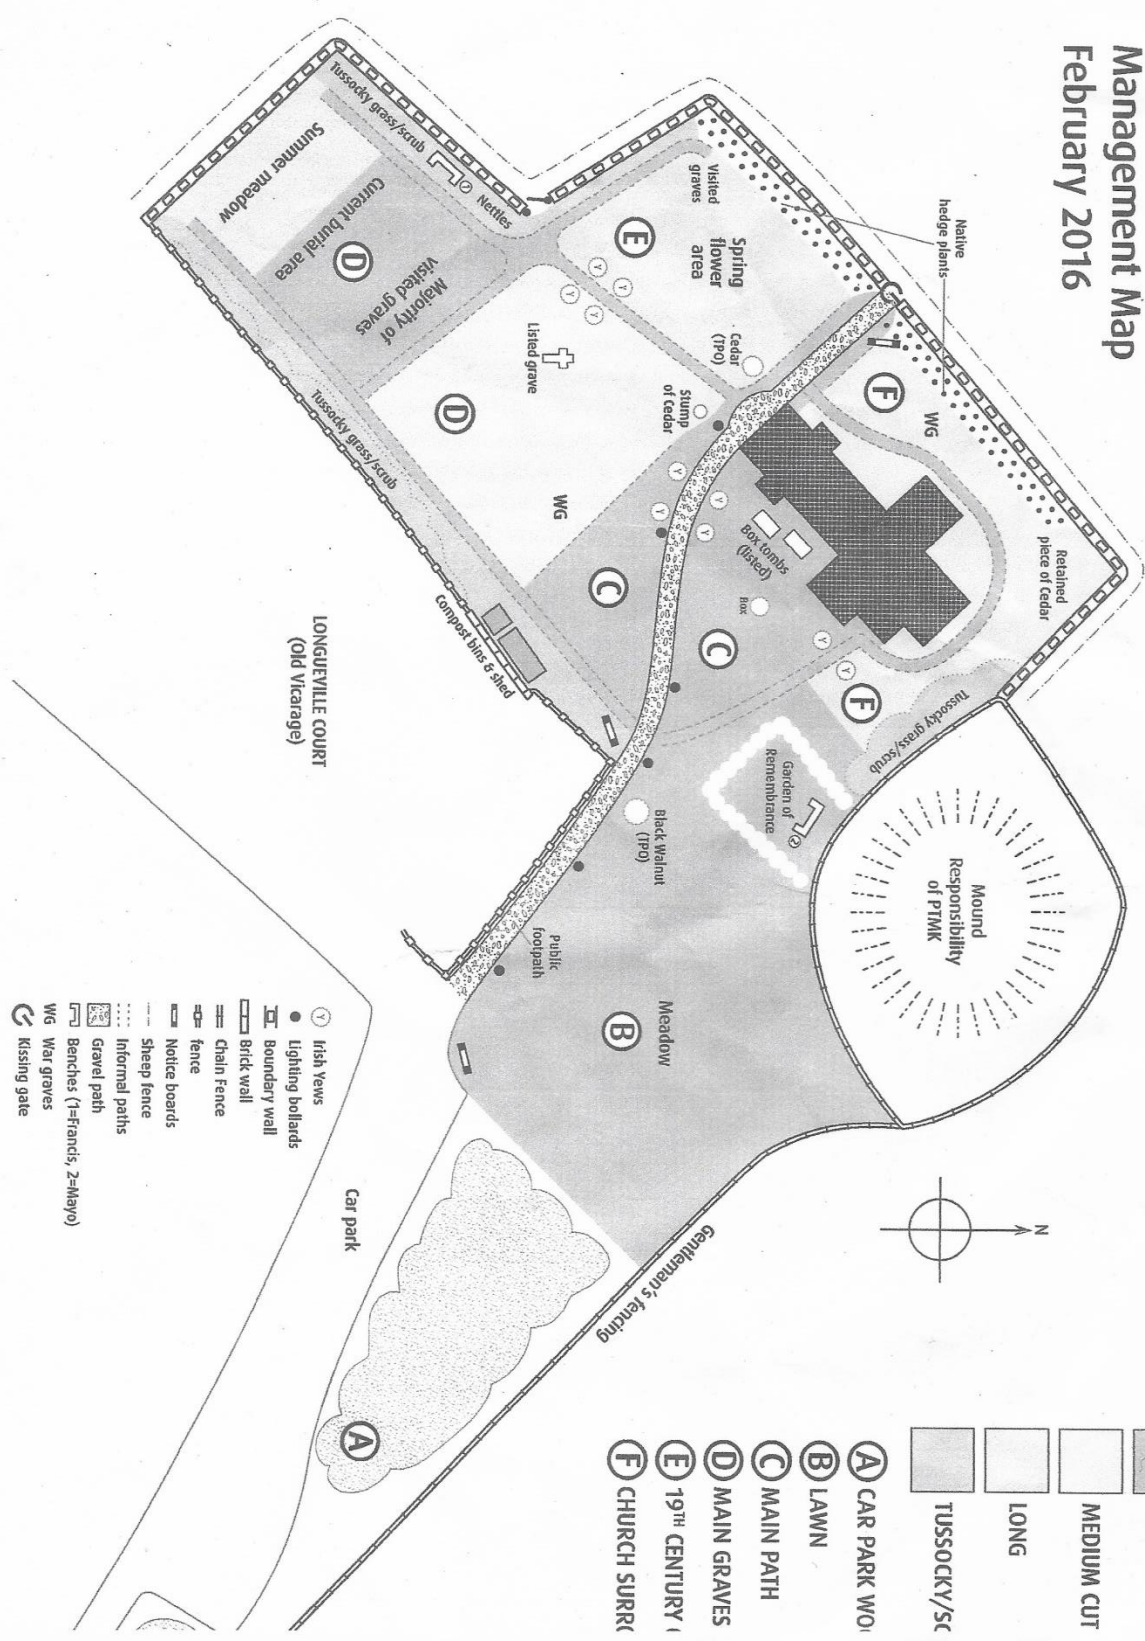 Management Map
February 2016
MEDIUM CUT
LONG
TUSSOCKY/SC
A CAR PARK WO
B LAWN
C MAIN PATH
D MAIN GRAVES
E 19TH CENTURY
F CHURCH SURR
N
Native
hedge plants
Retained
piece of Cedar
WG
F
Visited
graves
Spring
flower
area
E
Cedar
(TPO)
Stump
of Cedar
Box tombs
(listed)
Box
F
Tussocky grass/scrub
Mound
Responsibility
of PTMK
Garden of
Remembrance
2
C
C
Y
Y
Y
Y
Y
Y
Y
Y
Y
Y
Black Walnut
(TPO)
Meadow
B
Public
footpath
Gentleman's fencing
Tussocky grass/scrub
Nettles
1
Summer meadow
Current burial area
D
Majority of
visited graves
Listed grave
D
WG
Tussocky grass/scrub
Compost bins & shed
LONGUEVILLE COURT
(Old Vicarage)
Car park
A
Y Irish Yews
Lighting bollards
Boundary wall
Brick wall
Chain Fence
fence
Notice boards
Sheep fence
Informal paths
Gravel path
Benches (1=Francis, 2=Mayo)
WG War graves
Kissing gate